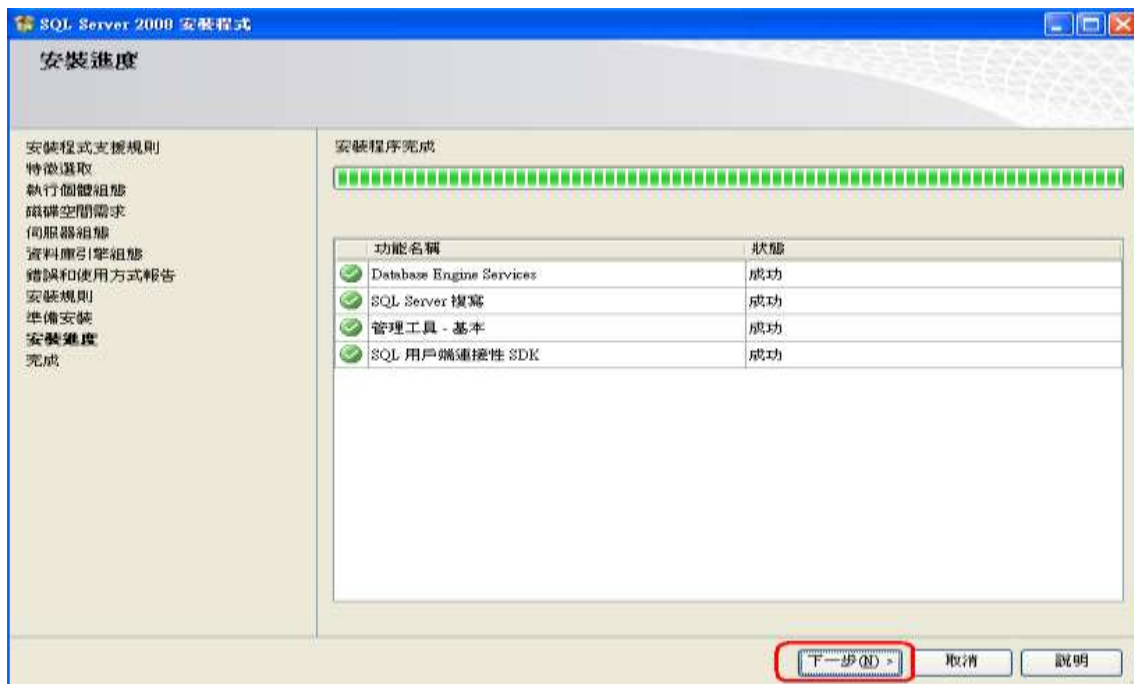 SQL Server 2008 安裝程式
安裝進度
安裝程式支援規則
特徵選取
執行個體組態
磁碟空間需求
伺服器組態
資料庫引擎組態
錯誤和使用方式報告
安裝規則
準備安裝
安裝進度
完成
安裝程序完成
功能名稱 狀態
Database Engine Services 成功
SQL Server 複寫 成功
管理工具 - 基本 成功
SQL 用戶端連接性 SDK 成功
下一步(N) > 取消 說明